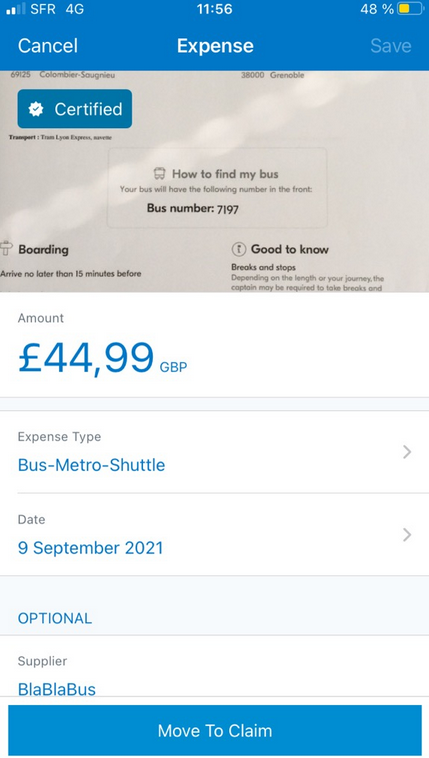 SFR 4G 11:56 48 %
Cancel Expense Save
69125 Colombier-Saugnieu 38000 Grenoble
Certified
Transport : Tram Lyon Express, navette
How to find my bus
Your bus will have the following number in the front:
Bus number: 7197
Boarding
Arrive no later than 15 minutes before
Good to know
Breaks and stops
Depending on the length or your journey, the
captain may be required to take breaks and
Amount
£44,99 GBP
Expense Type
Bus-Metro-Shuttle
Date
9 September 2021
OPTIONAL
Supplier
BlaBlaBus
Move To Claim